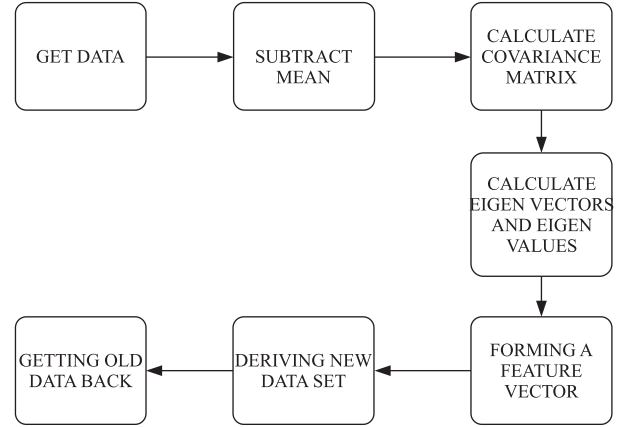 GET DATA
SUBTRACT
MEAN
CALCULATE
COVARIANCE
MATRIX
CALCULATE
EIGEN VECTORS
AND EIGEN
VALUES
FORMING A
FEATURE
VECTOR
DERIVING NEW
DATA SET
GETTING OLD
DATA BACK